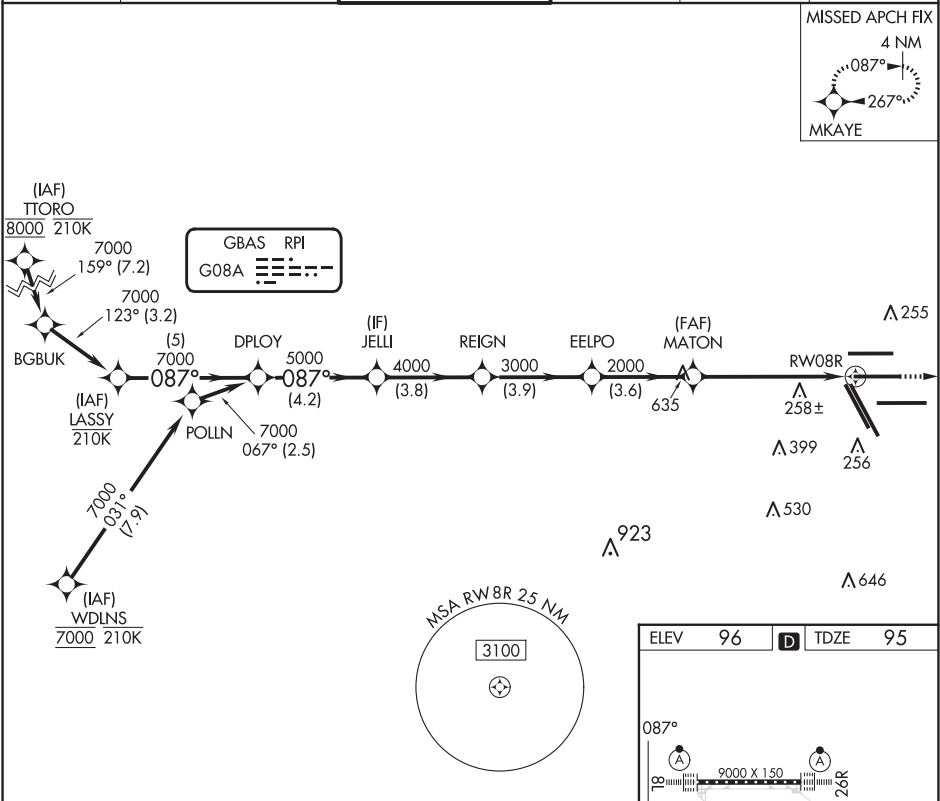 MISSED APCH FIX
4 NM
087°
267°
MKAYE
(IAF)
TTORO
8000 210K
7000
159° (7.2)
7000
123° (3.2)
BGBUK
GBAS RPI
G08A
(IAF)
LASSY
210K
(5)
7000
087°
DPLOY
5000
087°
(4.2)
(IF)
JELLI
4000
(3.8)
REIGN
3000
(3.9)
EELPO
2000
(3.6)
(FAF)
MATON
635
RW08R
255
258±
399
256
530
923
646
POLLN
7000
067° (2.5)
7000
031°
(7.9)
(IAF)
WDLNS
7000 210K
MSA RW8R 25 NM
3100
ELEV 96 D TDZE 95
087°
A
A
8L
9000 X 150
26R